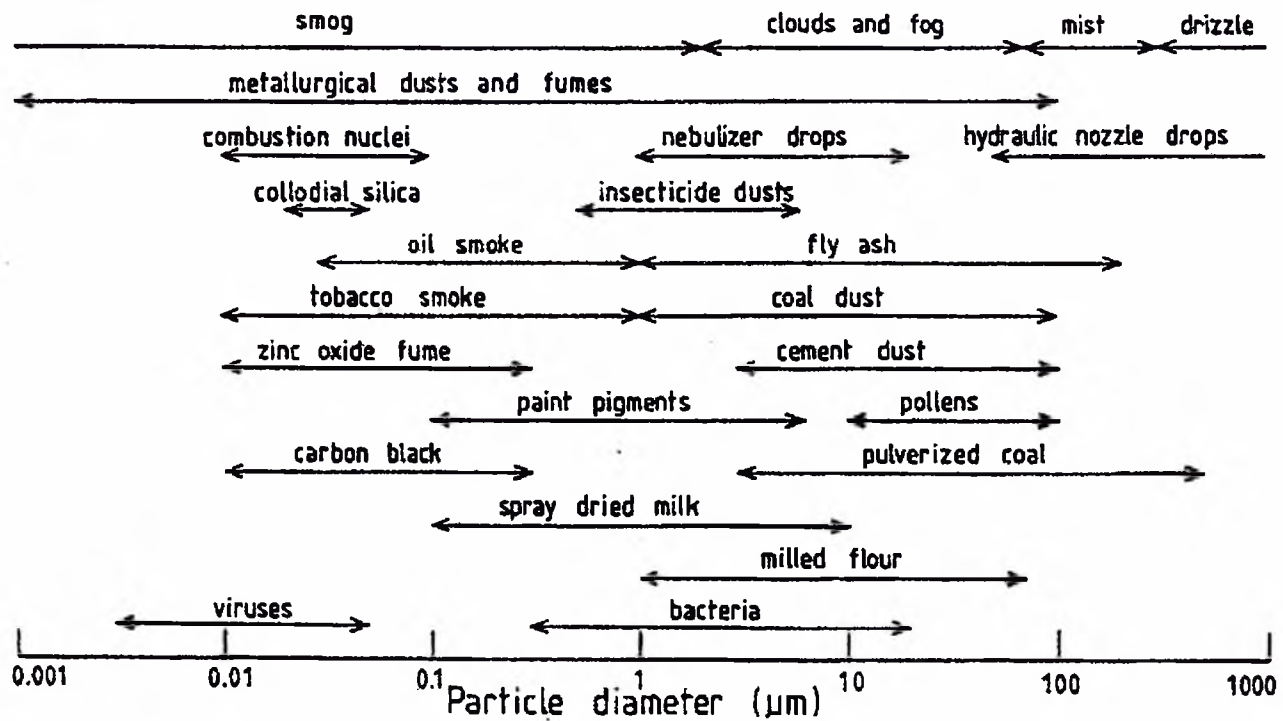 smog clouds and fog mist drizzle
metallurgical dusts and fumes
combustion nuclei nebulizer drops hydraulic nozzle drops
collodial silica insecticide dusts
oil smoke fly ash
tobacco smoke coal dust
zinc oxide fume cement dust
paint pigments pollens
carbon black pulverized coal
spray dried milk
milled flour
viruses bacteria
0.001 0.01 0.1 1 10 100 1000
Particle diameter (μm)